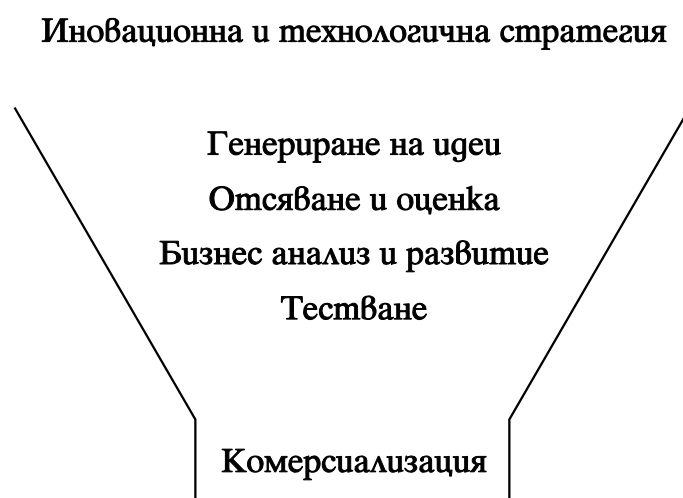 Иновационна и технологична стратегия
Генериране на идеи
Отсяване и оценка
Бизнес анализ и развитие
Тестване
Комерсиализация